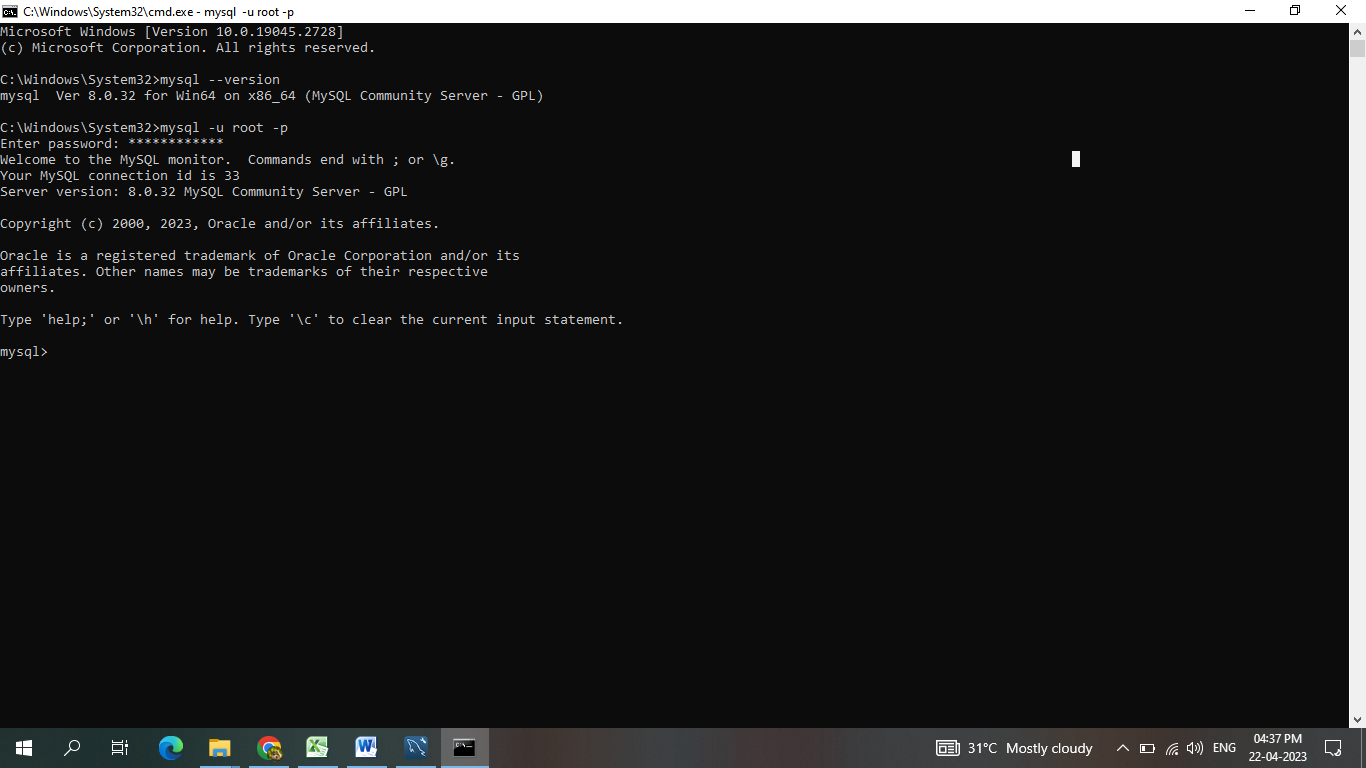 C:\Windows\System32\cmd.exe - mysql  -u root -p
Microsoft Windows [Version 10.0.19045.2728]
(c) Microsoft Corporation. All rights reserved.
C:\Windows\System32>mysql --version
mysql  Ver 8.0.32 for Win64 on x86_64 (MySQL Community Server - GPL)
C:\Windows\System32>mysql -u root -p
Enter password: ************
Welcome to the MySQL monitor.  Commands end with ; or \g.
Your MySQL connection id is 33
Server version: 8.0.32 MySQL Community Server - GPL
Copyright (c) 2000, 2023, Oracle and/or its affiliates.
Oracle is a registered trademark of Oracle Corporation and/or its
affiliates. Other names may be trademarks of their respective
owners.
Type 'help;' or '\h' for help. Type '\c' to clear the current input statement.
mysql>
31°C  Mostly cloudy
ENG
04:37 PM
22-04-2023